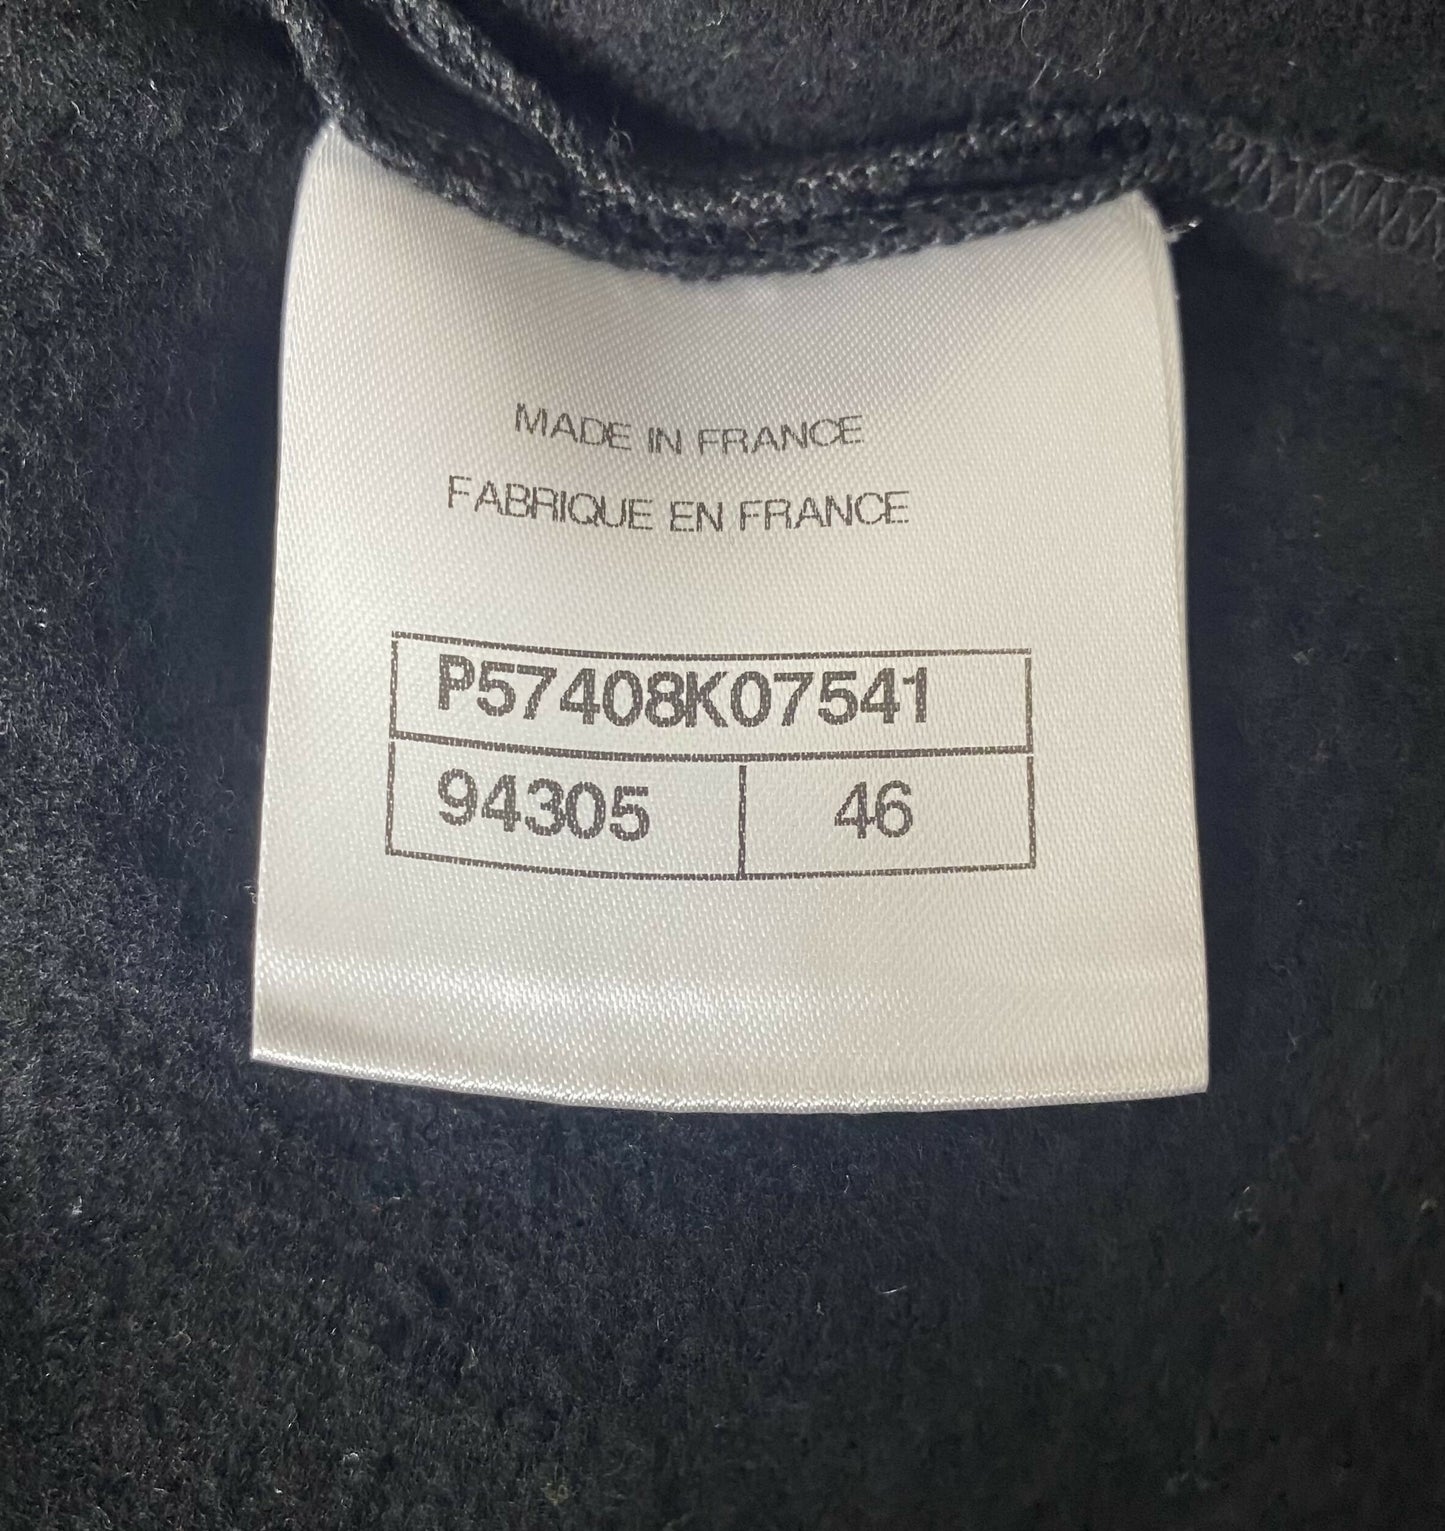 MADE IN FRANCE
FABRIQUE EN FRANCE
P57408K07541
94305 46